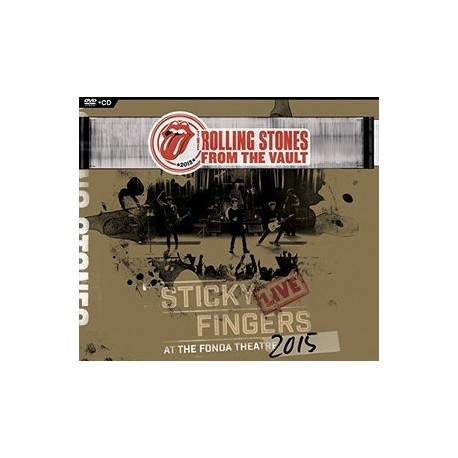 DVD +CD
ROLLING STONES
2015
FROM THE VAULT
STICKY LIVE
FINGERS
AT THE FONDA THEATRE 2015